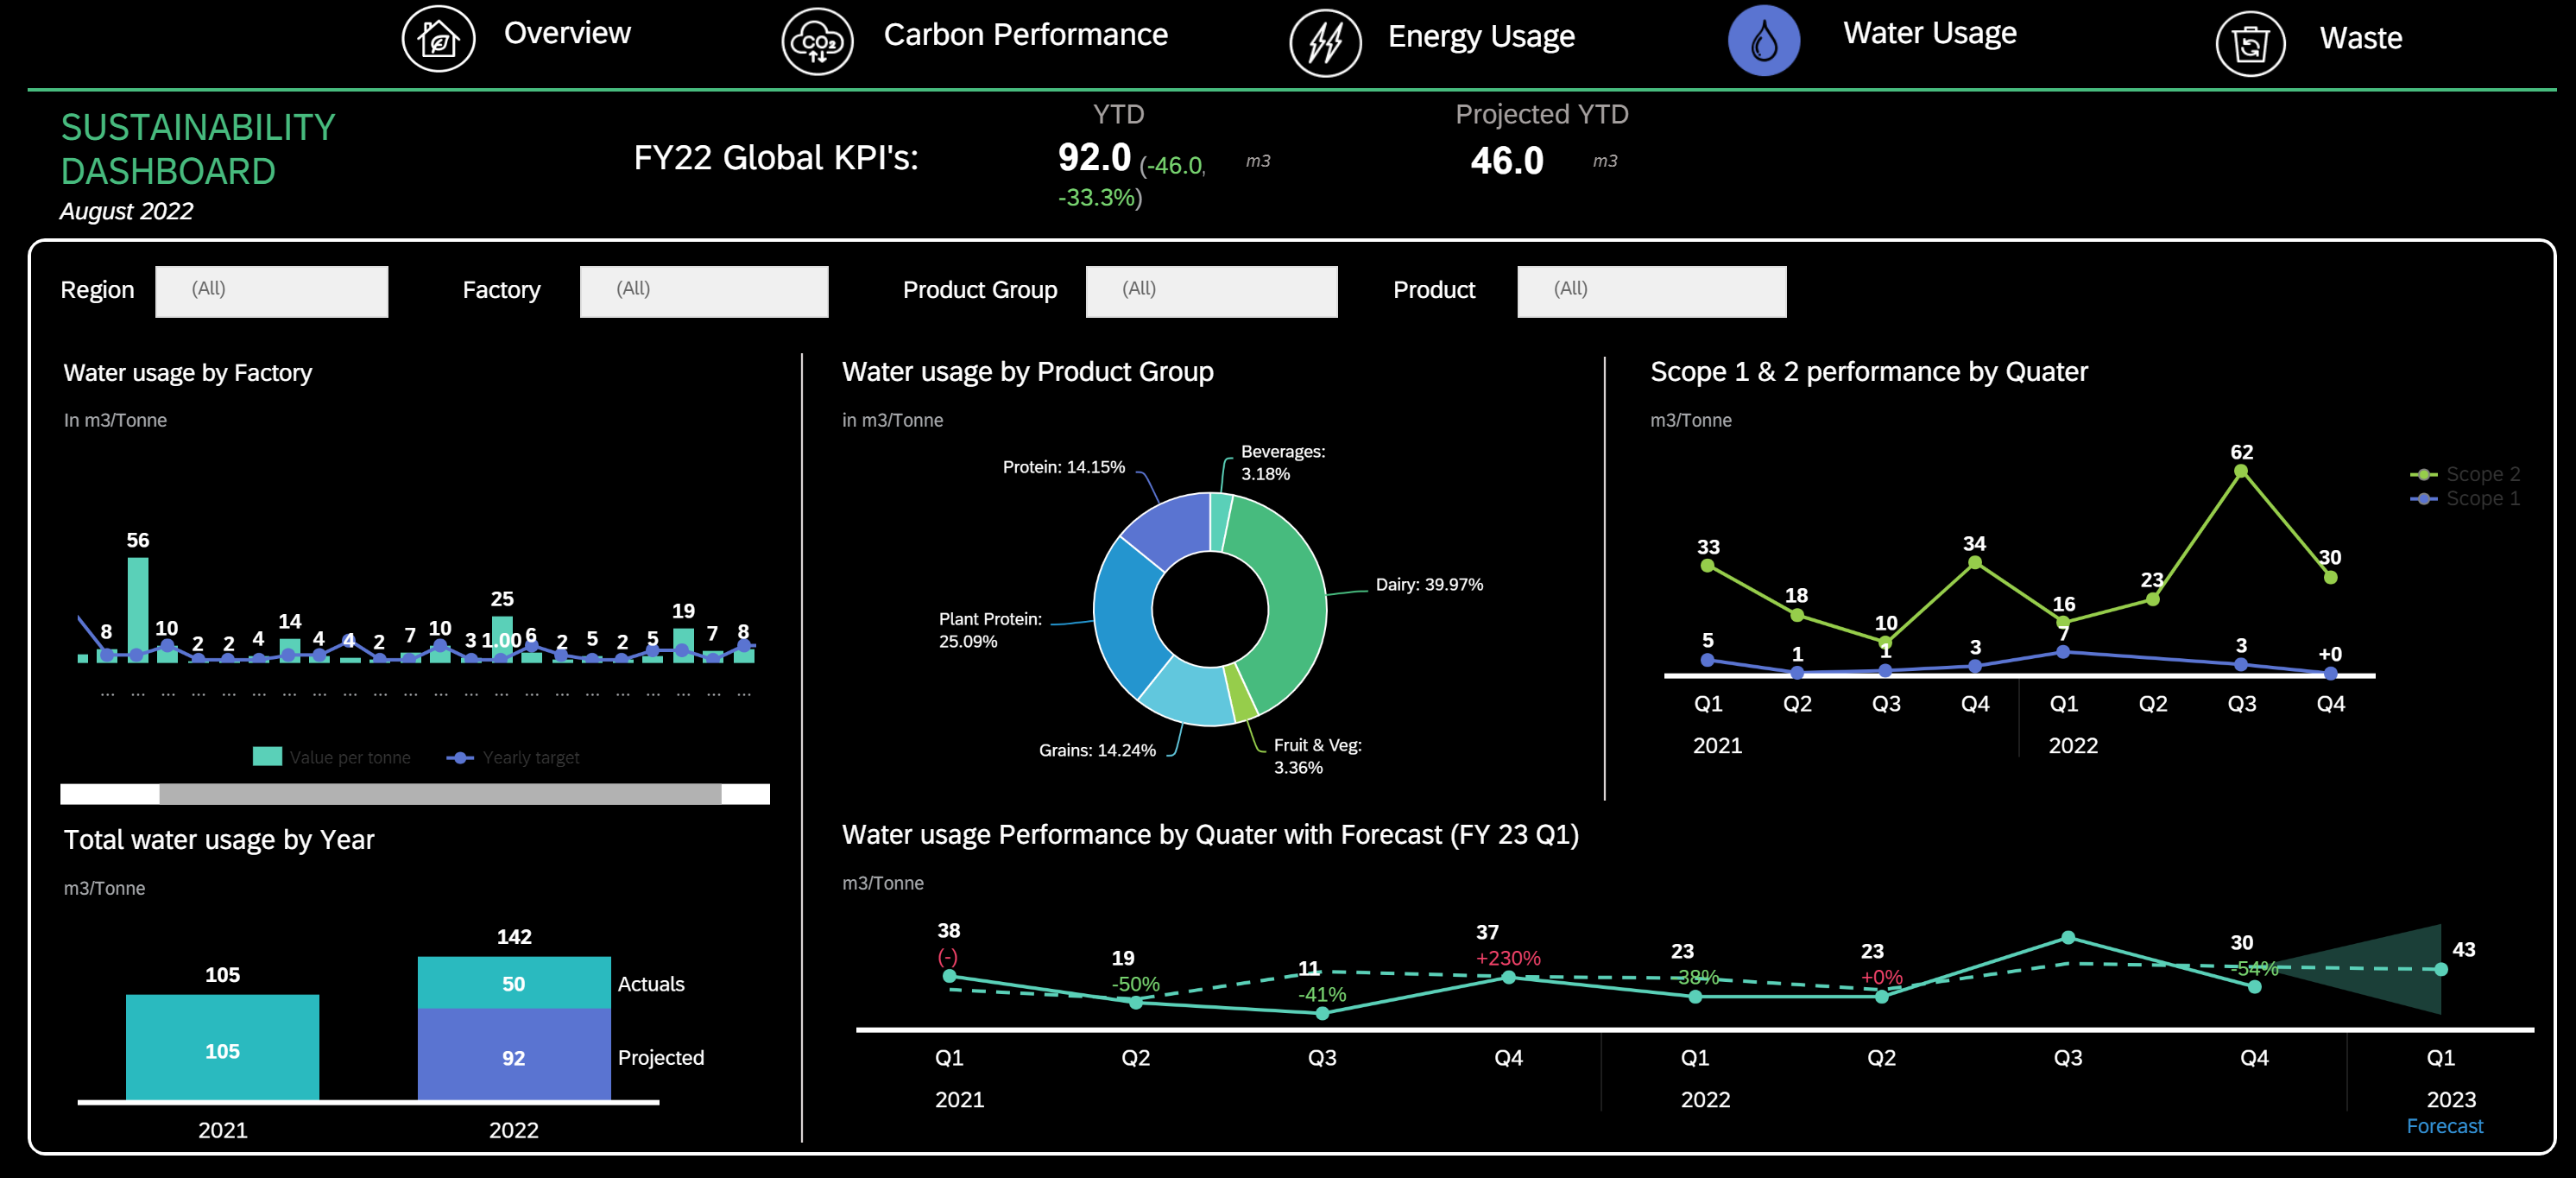 Overview
Carbon Performance
Energy Usage
Water Usage
Waste
CO2
SUSTAINABILITY
DASHBOARD
August 2022
FY22 Global KPI's:
YTD
92.0 (-46.0,
-33.3%)
m3
Projected YTD
46.0
m3
Region
(All)
Factory
(All)
Product Group
(All)
Product
(All)
Water usage by Factory
In m3/Tonne
8
56
10
2
2
4
14
4
4
2
7
10
3
1.00
25
6
2
5
2
5
19
7
8
... ... ... ... ... ... ... ... ... ... ... ... ... ... ... ... ... ... ... ... ... ...
Value per tonne
Yearly target
Water usage by Product Group
in m3/Tonne
Beverages:
3.18%
Protein: 14.15%
Dairy: 39.97%
Plant Protein:
25.09%
Grains: 14.24%
Fruit & Veg:
3.36%
Scope 1 & 2 performance by Quater
m3/Tonne
33
18
10
34
16
23
62
30
5
1
1
3
7
3
+0
Scope 2
Scope 1
Q1 Q2 Q3 Q4 Q1 Q2 Q3 Q4
2021 2022
Total water usage by Year
m3/Tonne
105
105
142
50
Actuals
92
Projected
2021 2022
Water usage Performance by Quater with Forecast (FY 23 Q1)
m3/Tonne
38
(-)
19
-50%
11
-41%
37
+230%
23
-38%
23
+0%
30
-54%
43
Q1 Q2 Q3 Q4 Q1 Q2 Q3 Q4 Q1
2021 2022 2023
Forecast